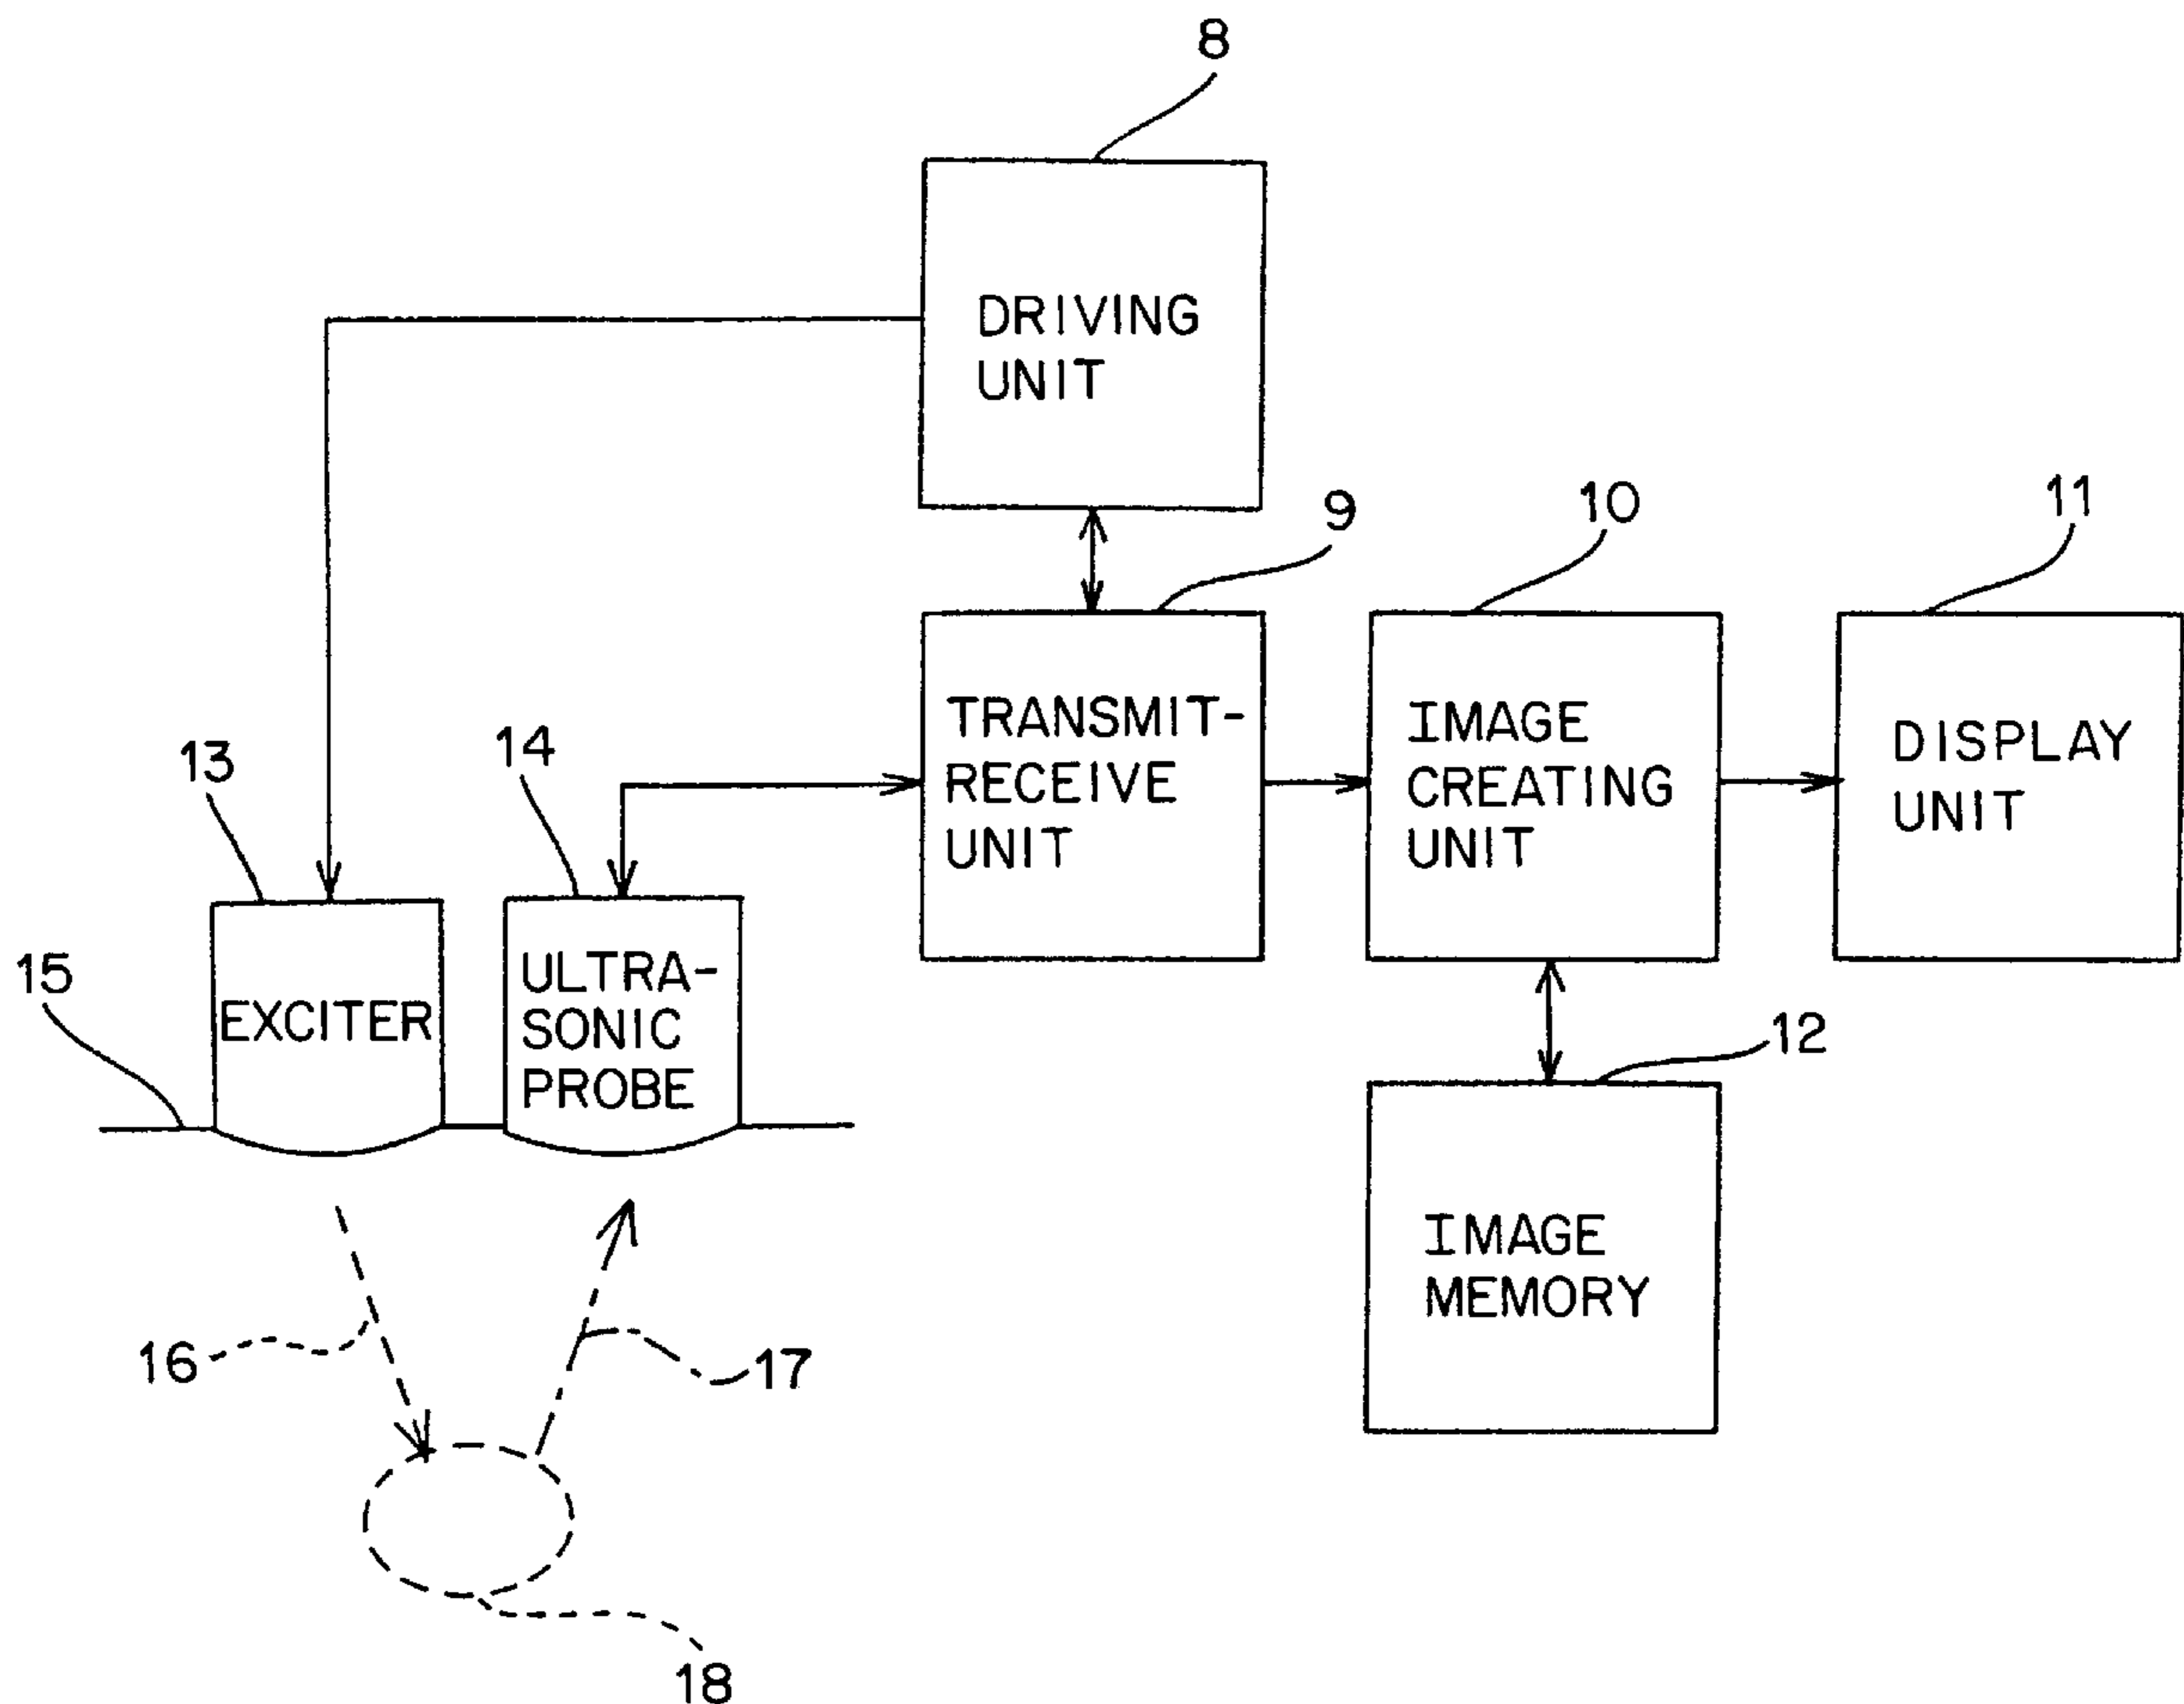 8
DRIVING
UNIT
9
10
11
TRANSMIT-
RECEIVE
UNIT
IMAGE
CREATING
UNIT
DISPLAY
UNIT
13
14
15
EXCITER
ULTRA-
SONIC
PROBE
12
IMAGE
MEMORY
16
17
18